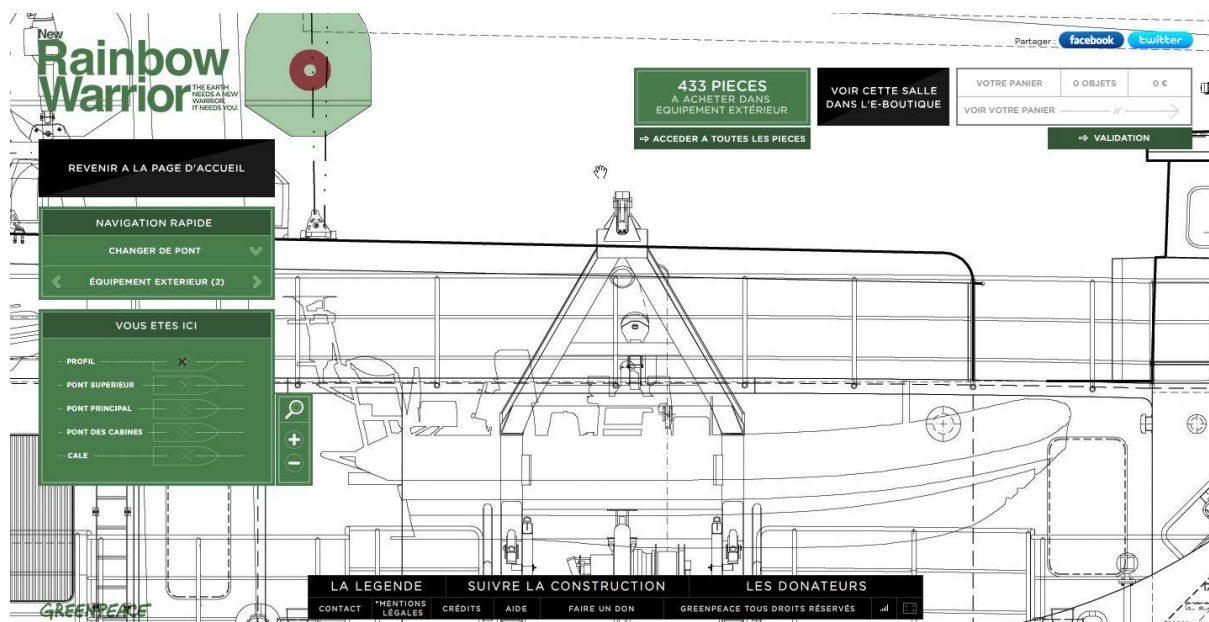 New
Rainbow
Warrior
THE EARTH
NEEDS A NEW
WARRIOR.
IT NEEDS YOU.
Partager :
facebook
twitter
433 PIECES
A ACHETER DANS
EQUIPEMENT EXTÉRIEUR
⇨ ACCEDER A TOUTES LES PIECES
VOIR CETTE SALLE
DANS L'E-BOUTIQUE
VOTRE PANIER 0 OBJETS 0 €
VOIR VOTRE PANIER
⇨ VALIDATION
REVENIR A LA PAGE D'ACCUEIL
NAVIGATION RAPIDE
CHANGER DE PONT
ÉQUIPEMENT EXTERIEUR (2)
VOUS ETES ICI
PROFIL
PONT SUPERIEUR
PONT PRINCIPAL
PONT DES CABINES
CALE
LA LEGENDE SUIVRE LA CONSTRUCTION LES DONATEURS
CONTACT
*MENTIONS
LÉGALES
CRÉDITS AIDE FAIRE UN DON GREENPEACE TOUS DROITS RÉSERVÉS
GREENPEACE